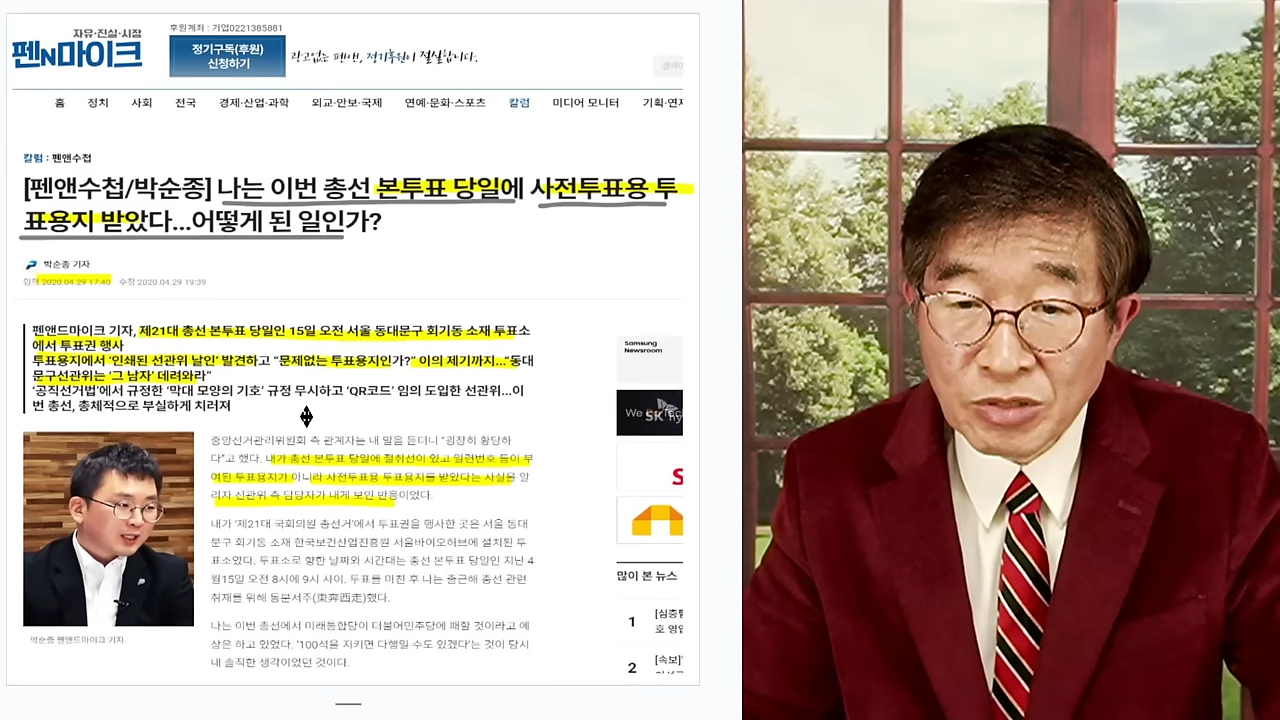 자유·진실·시장
펜N마이크
후원계좌 : 기업0221385881
정기구독(후원)
신청하기
광고없는 펜앤, 정기후원이 절실합니다.
홈 정치 사회 전국 경제·산업·과학 외교·안보·국제 연예·문화·스포츠 칼럼 미디어 모니터 기획·연재
칼럼 : 펜앤수첩
[펜앤수첩/박순종] 나는 이번 총선 본투표 당일에 사전투표용 투
표용지 받았다...어떻게 된 일인가?
박순종 기자
입력 2020.04.29 17:40 수정 2020.04.29 19:39
펜앤드마이크 기자, 제21대 총선 본투표 당일인 15일 오전 서울 동대문구 회기동 소재 투표소
에서 투표권 행사
투표용지에서 ‘인쇄된 선관위 날인’ 발견하고 “문제없는 투표용지인가?” 이의 제기까지...“동대
문구선관위는 ‘그 남자’ 데려와라”
‘공직선거법’에서 규정한 ‘막대 모양의 기호’ 규정 무시하고 ‘QR코드’ 임의 도입한 선관위...이
번 총선, 총체적으로 부실하게 치러져
중앙선거관리위원회 측 관계자는 내 말을 듣더니 “굉장히 황당하
다”고 했다. 내가 총선 본투표 당일에 절취선이 있고 일련번호 등이 부
여된 투표용지가 아니라 사전투표용 투표용지를 받았다는 사실을 알
리자 선관위 측 담당자가 내게 보인 반응이었다.
내가 ‘제21대 국회의원 총선거’에서 투표권을 행사한 곳은 서울 동대
문구 회기동 소재 한국보건산업진흥원 서울바이오허브에 설치된 투
표소였다. 투표소로 향한 날짜와 시간대는 총선 본투표 당일인 지난 4
월15일 오전 8시에 9시 사이. 투표를 마친 후 나는 출근해 총선 관련
취재를 위해 동분서주(東奔西走)했다.
나는 이번 총선에서 미래통합당이 더불어민주당에 패할 것이라고 예
상은 하고 있었다. ‘100석을 지키면 다행일 수도 있겠다’는 것이 당시
내 솔직한 생각이었던 것이다.
박순종 펜앤드마이크 기자
Samsung
Newsroom
SK
S
많이 본 뉴스
1
2 [속보]